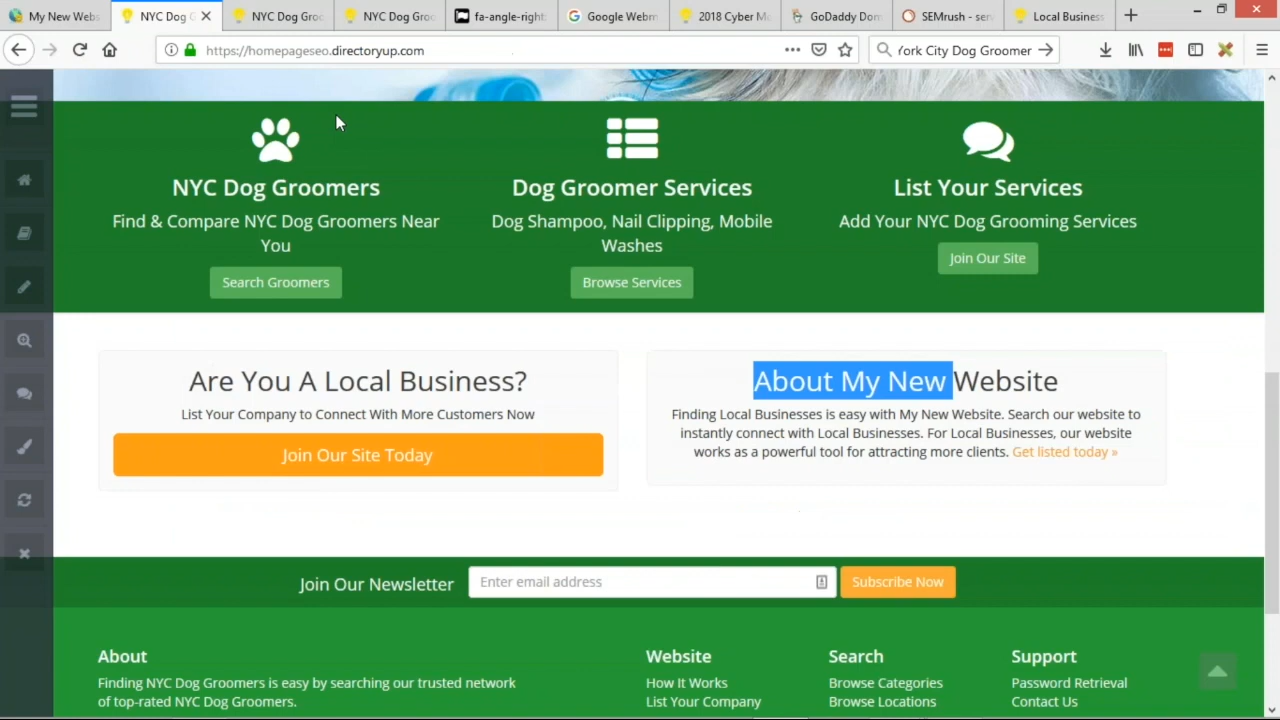 My New Webs
NYC Dog G
NYC Dog Gro
NYC Dog Groo
fa-angle-right
Google Webm
2018 Cyber M
GoDaddy Dom
SEMrush - serv
Local Business
https://homepageseo.directoryup.com
York City Dog Groomer
NYC Dog Groomers
Find & Compare NYC Dog Groomers Near
You
Search Groomers
Dog Groomer Services
Dog Shampoo, Nail Clipping, Mobile
Washes
Browse Services
List Your Services
Add Your NYC Dog Grooming Services
Join Our Site
Are You A Local Business?
List Your Company to Connect With More Customers Now
Join Our Site Today
About My New Website
Finding Local Businesses is easy with My New Website. Search our website to
instantly connect with Local Businesses. For Local Businesses, our website
works as a powerful tool for attracting more clients. Get listed today »
Join Our Newsletter
Enter email address
Subscribe Now
About
Finding NYC Dog Groomers is easy by searching our trusted network
of top-rated NYC Dog Groomers.
Website
How It Works
List Your Company
Search
Browse Categories
Browse Locations
Support
Password Retrieval
Contact Us